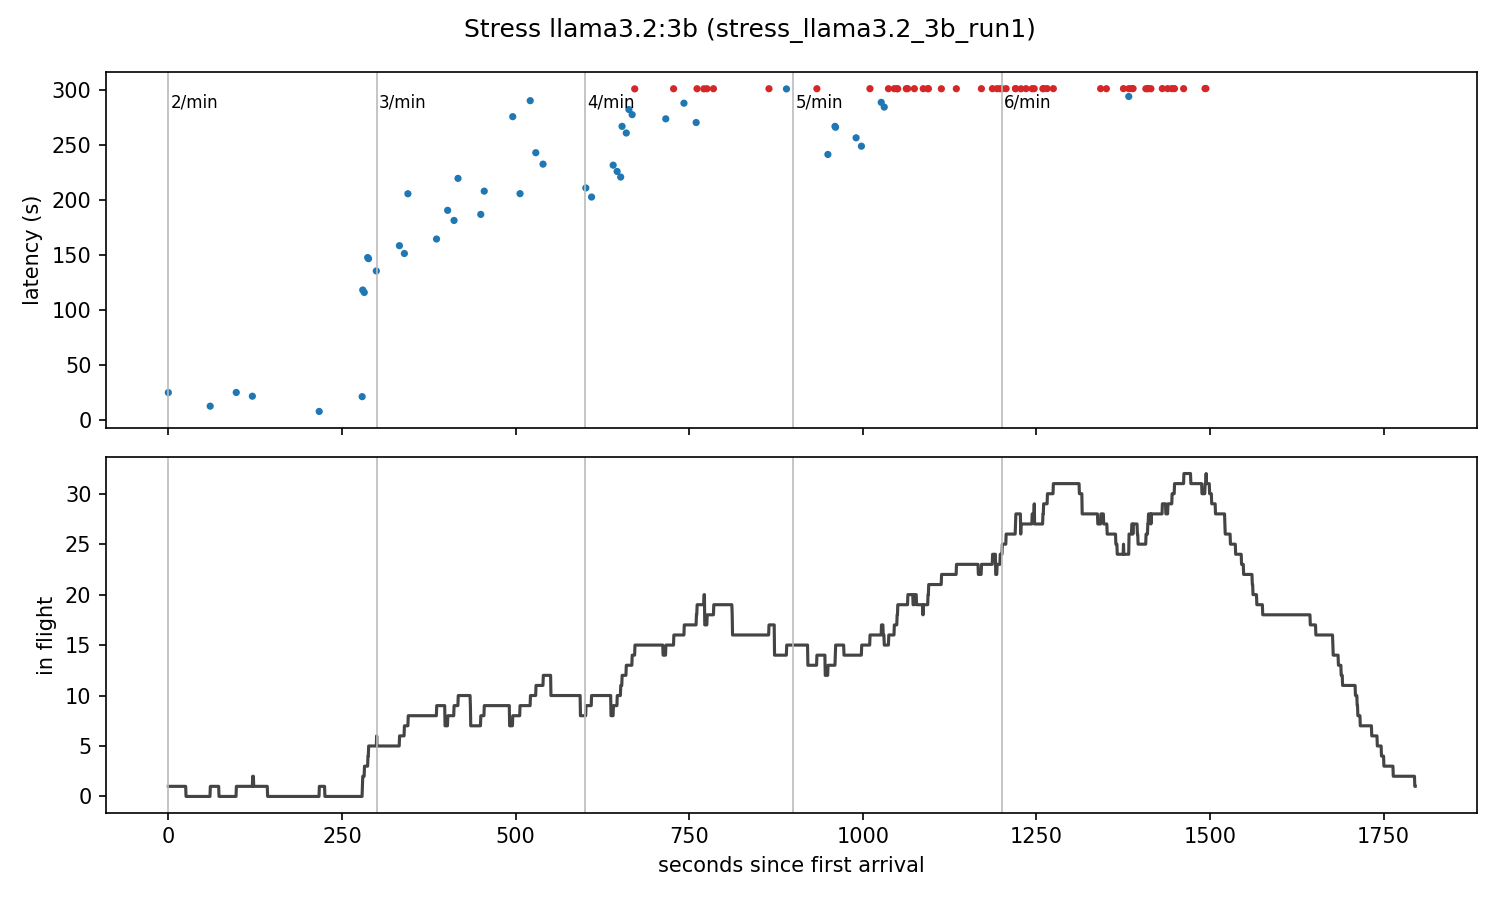 Stress llama3.2:3b (stress_llama3.2_3b_run1)
300
250
200
150
100
50
0
latency (s)
2/min
3/min
4/min
5/min
6/min
30
25
20
15
10
5
0
in flight
0
250
500
750
1000
1250
1500
1750
seconds since first arrival